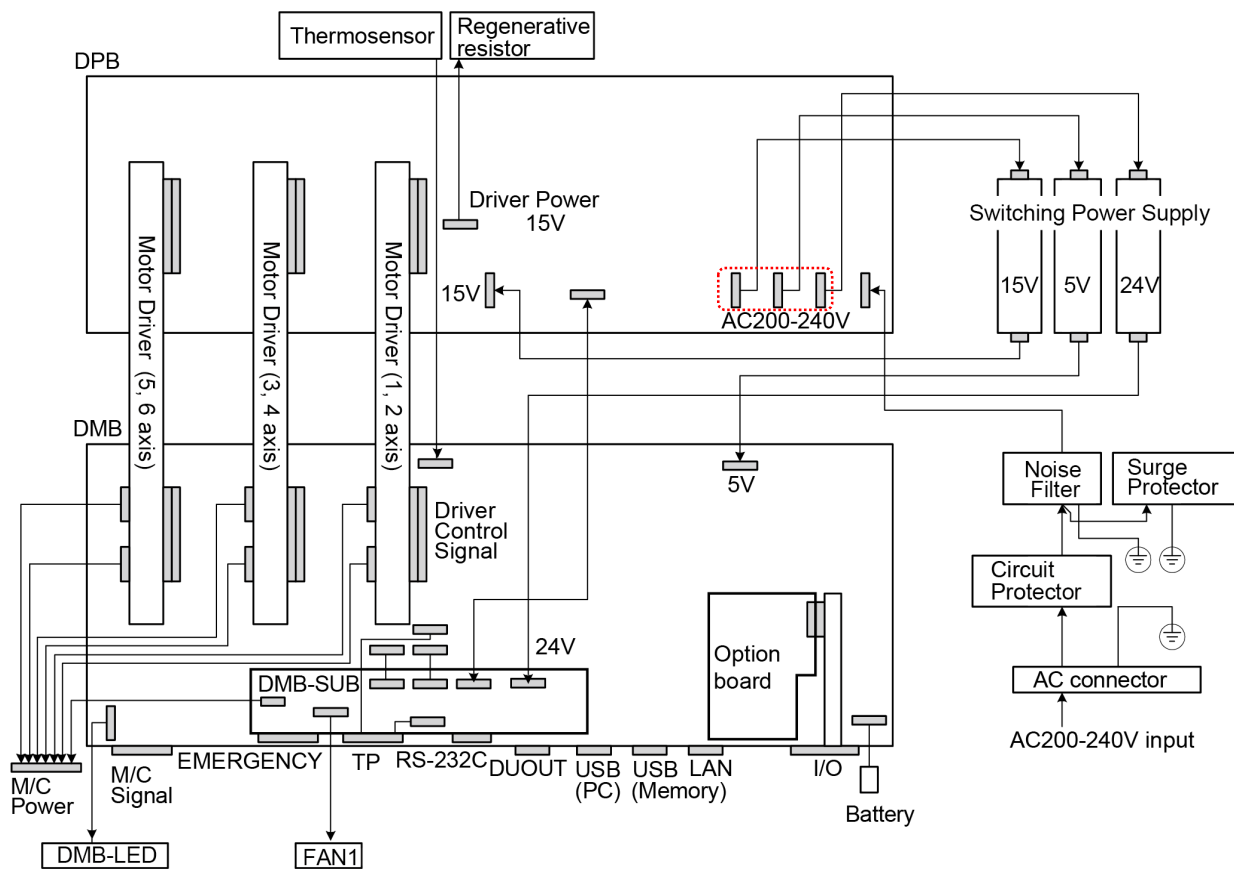 Thermosensor
Regenerative
resistor
DPB
Driver Power
15V
Switching Power Supply
15V
15V
5V
24V
AC200-240V
Motor Driver (5, 6 axis)
Motor Driver (3, 4 axis)
Motor Driver (1, 2 axis)
DMB
5V
Noise
Filter
Surge
Protector
Driver
Control
Signal
Circuit
Protector
24V
Option
board
DMB-SUB
AC connector
AC200-240V input
EMERGENCY
TP
RS-232C
DUOUT
USB
(PC)
USB
(Memory)
LAN
I/O
M/C
Power
M/C
Signal
Battery
DMB-LED
FAN1